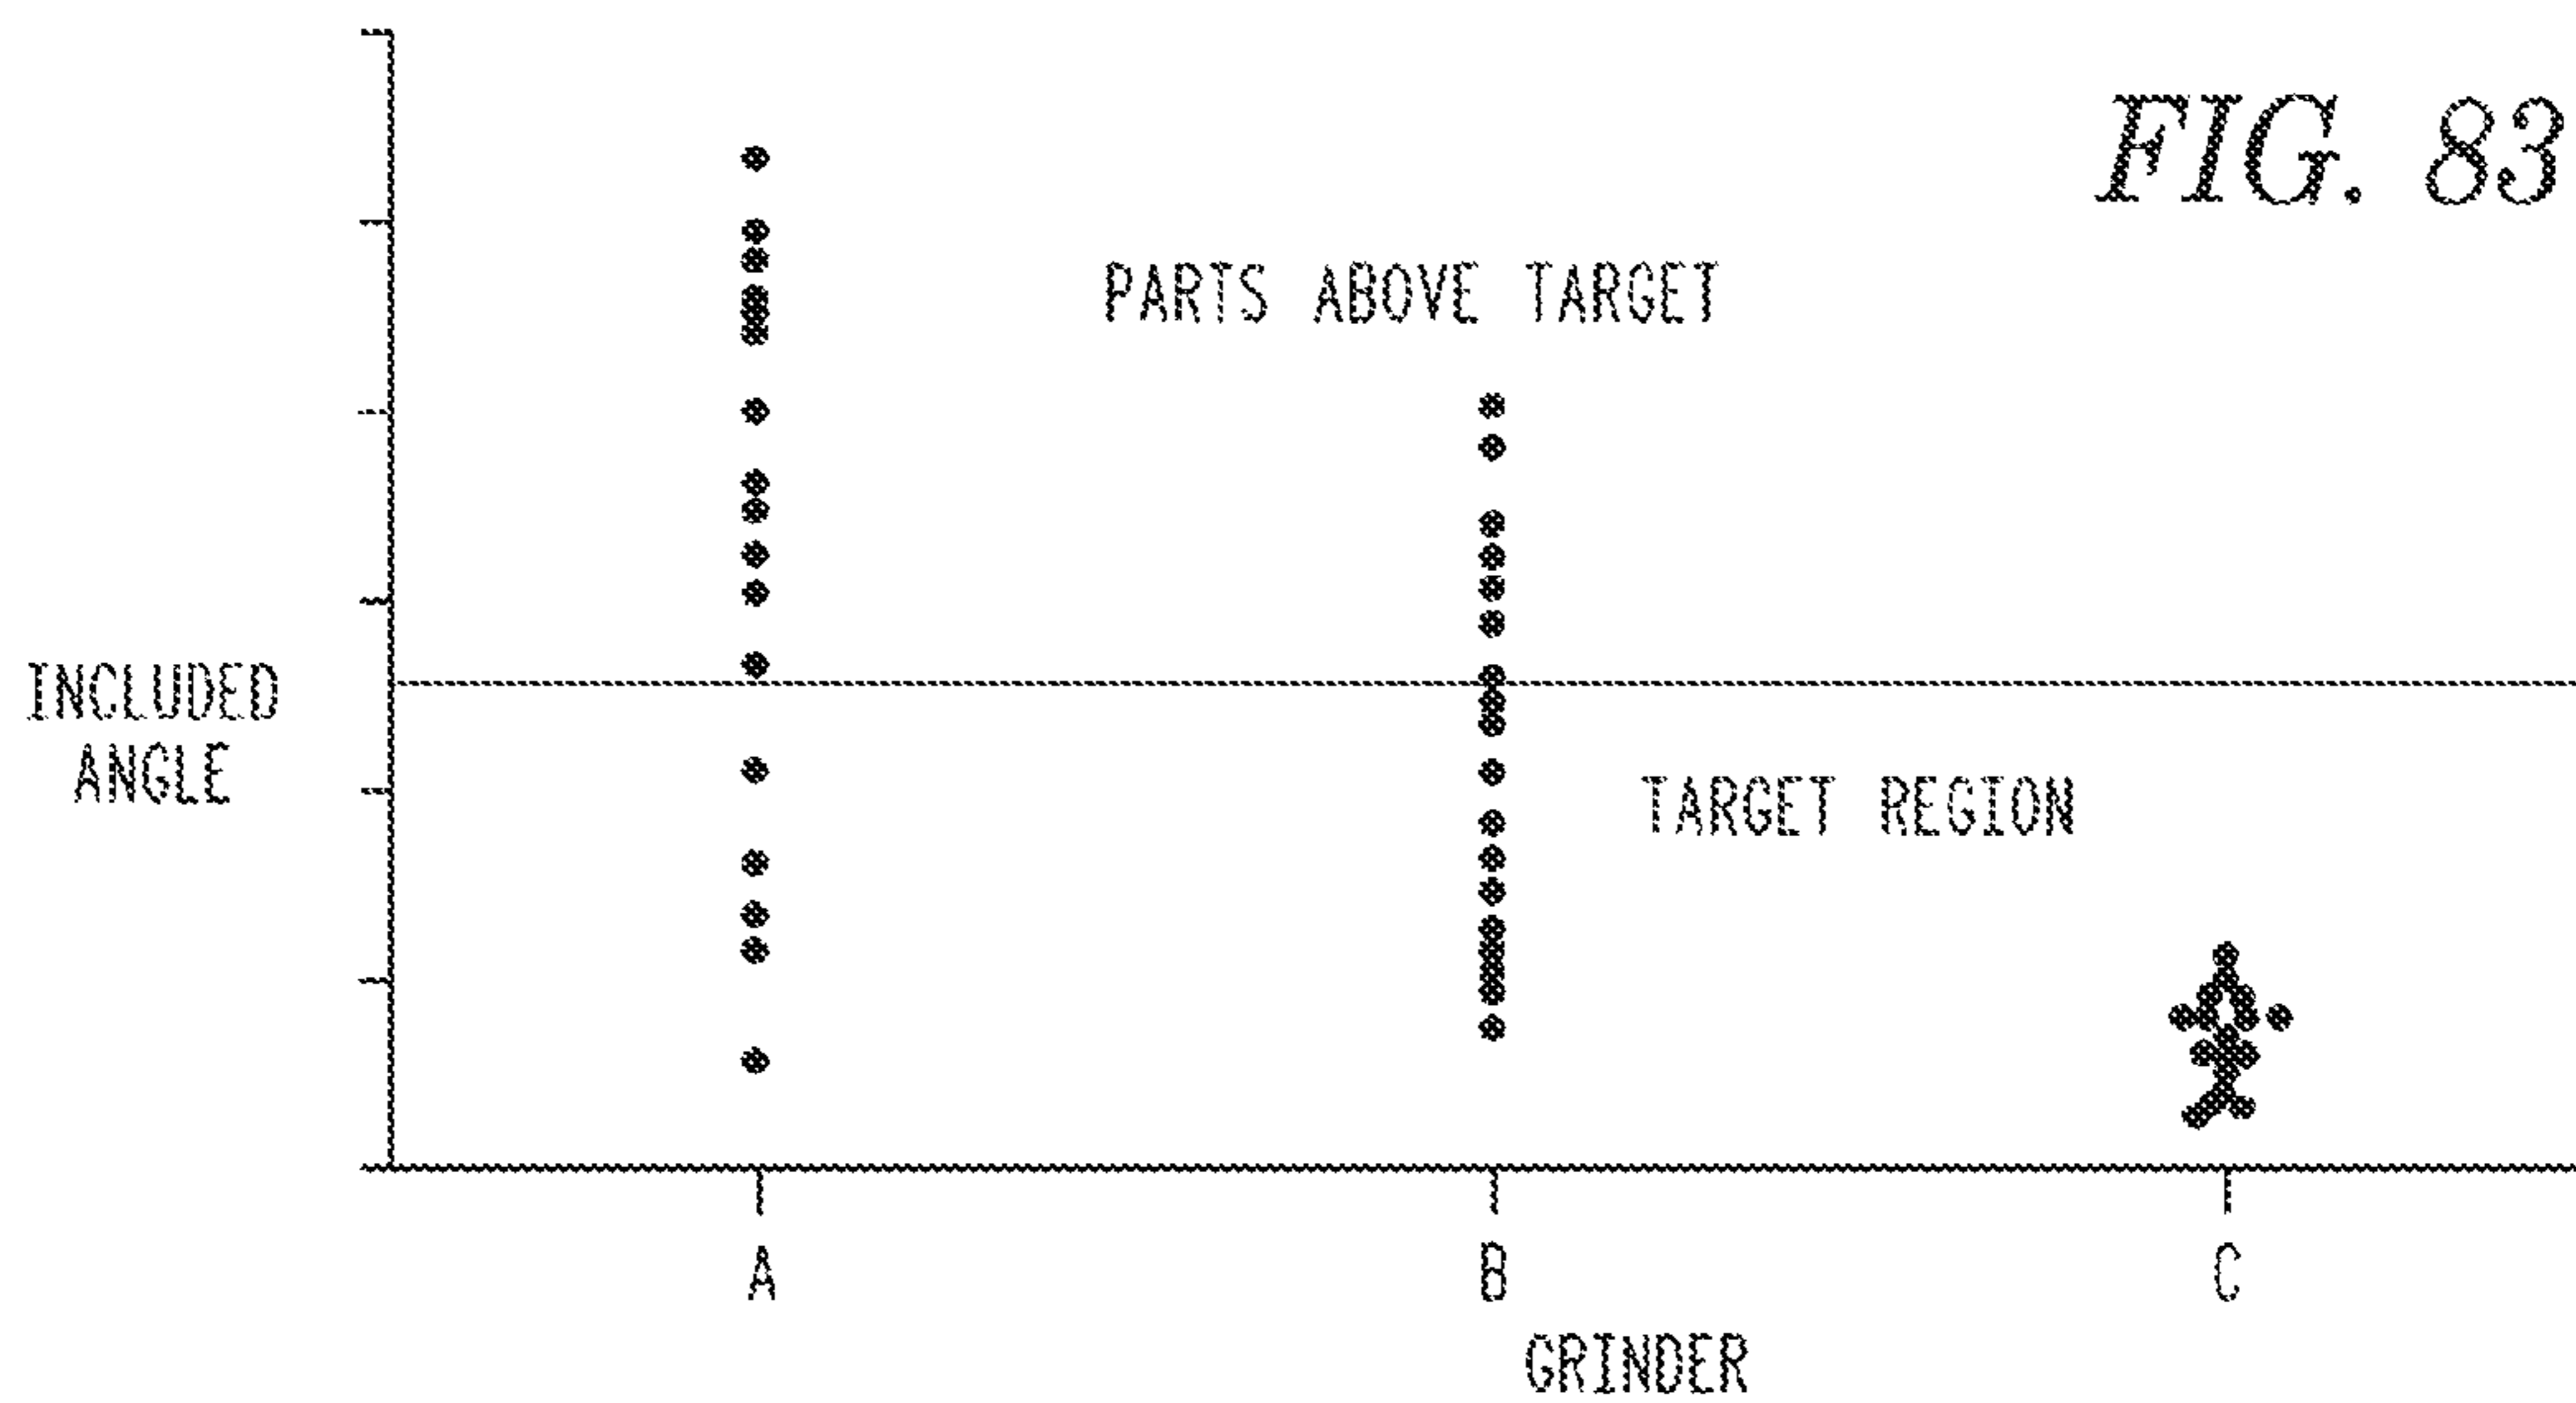 FIG. 83
PARTS ABOVE TARGET
INCLUDED
ANGLE
TARGET REGION
A
B
C
GRINDER